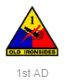 1
OLD IRONSIDES
1st AD